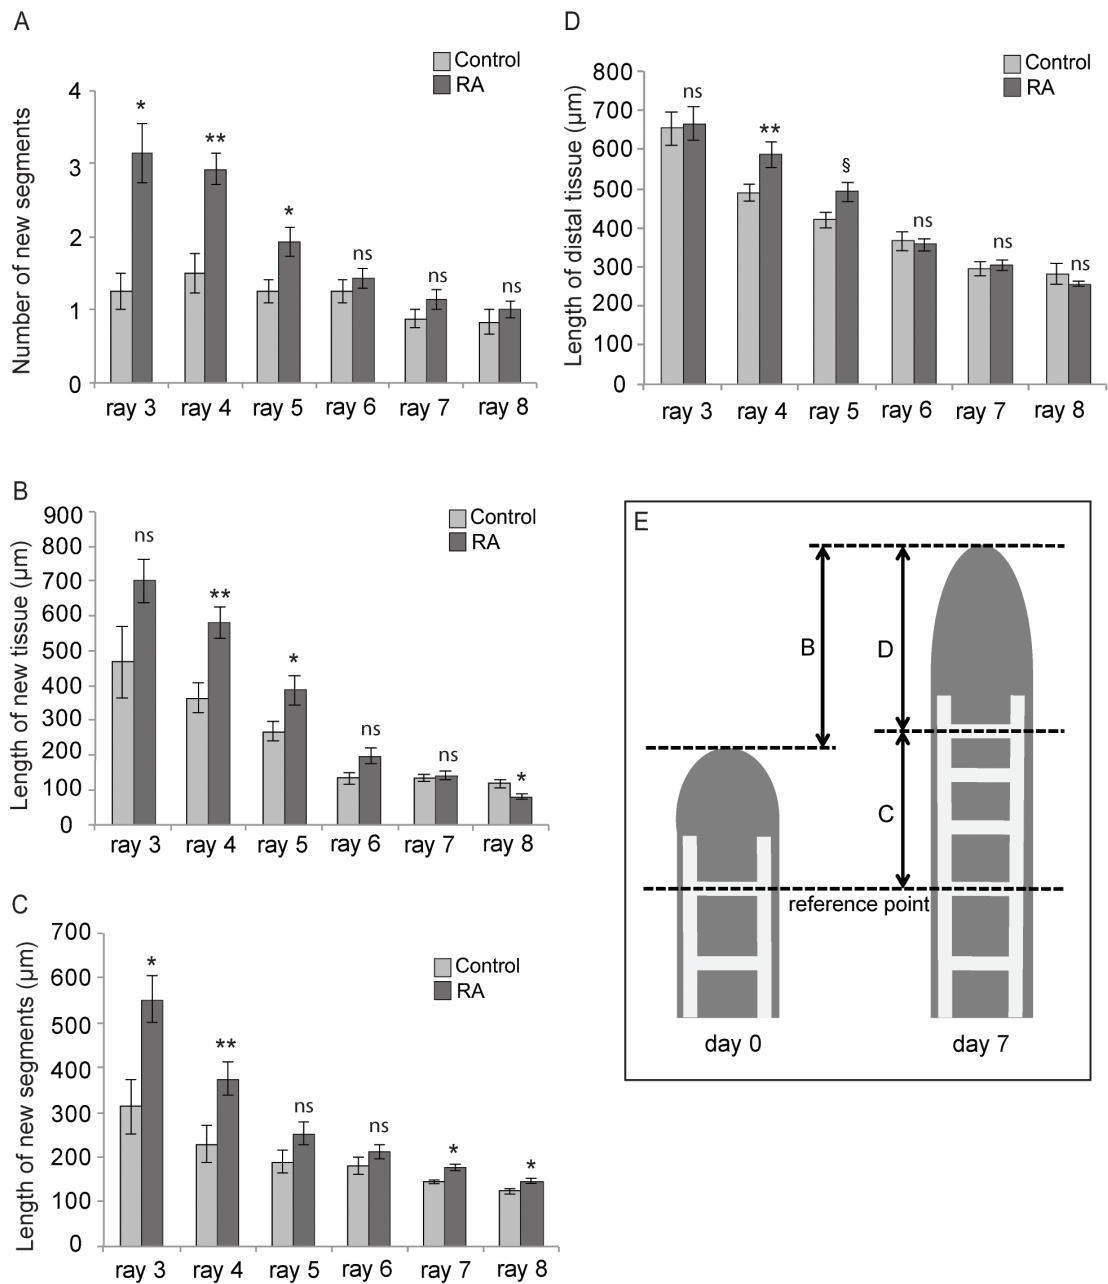 A
Control
RA
Number of new segments
4
3
2
1
0
*
**
*
ns
ns
ns
ray 3 ray 4 ray 5 ray 6 ray 7 ray 8
D
Control
RA
Length of distal tissue (µm)
800
700
600
500
400
300
200
100
0
ns
**
§
ns
ns
ns
ray 3 ray 4 ray 5 ray 6 ray 7 ray 8
B
Control
RA
Length of new tissue (µm)
900
800
700
600
500
400
300
200
100
0
ns
**
*
ns
ns
*
ray 3 ray 4 ray 5 ray 6 ray 7 ray 8
C
Control
RA
Length of new segments (µm)
700
600
500
400
300
200
100
0
*
**
ns
ns
*
*
ray 3 ray 4 ray 5 ray 6 ray 7 ray 8
E
B
D
C
reference point
day 0
day 7